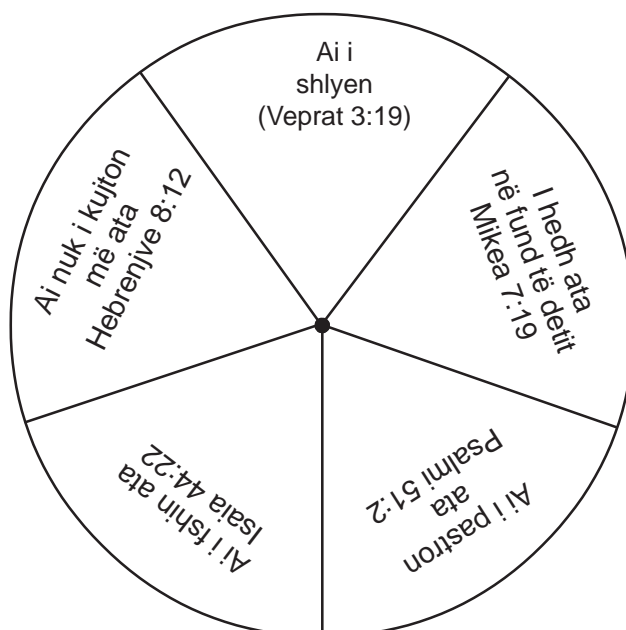 Ai i
shlyen
(Veprat 3:19)
I hedh ata
në fund të detit
Mikea 7:19
Ai i pastron
ata
Psalmi 51:2
Ai i fshin ata
Isaia 44:22
Ai nuk i kujton
më ata
Hebrenjve 8:12